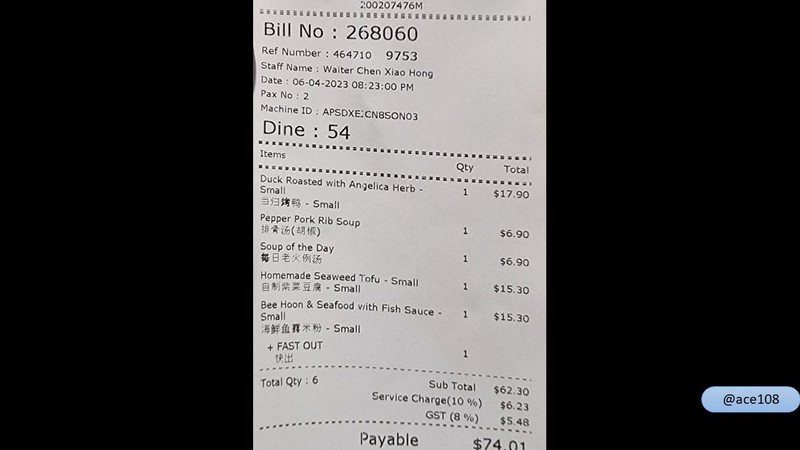 200207476M
Bill No : 268060
Ref Number : 464710 9753
Staff Name : Waiter Chen Xiao Hong
Date : 06-04-2023 08:23:00 PM
Pax No : 2
Machine ID :
Dine : 54
Items Qty Total
Duck Roasted with Angelica Herb - 1 $17.90
Small
当归烤鸭 - Small
Pepper Pork Rib Soup 1 $6.90
排骨汤(胡椒)
Soup of the Day 1 $6.90
每日老火例汤
Homemade Seaweed Tofu - Small 1 $15.30
自制紫菜豆腐 - Small
Bee Hoon & Seafood with Fish Sauce - 1 $15.30
Small
海鲜鱼露米粉 - Small
+ FAST OUT 1
快出
Total Qty : 6 Sub Total $62.30
Service Charge(10 %) $6.23
GST (8 %) $5.48
Payable $74.01
@ace108